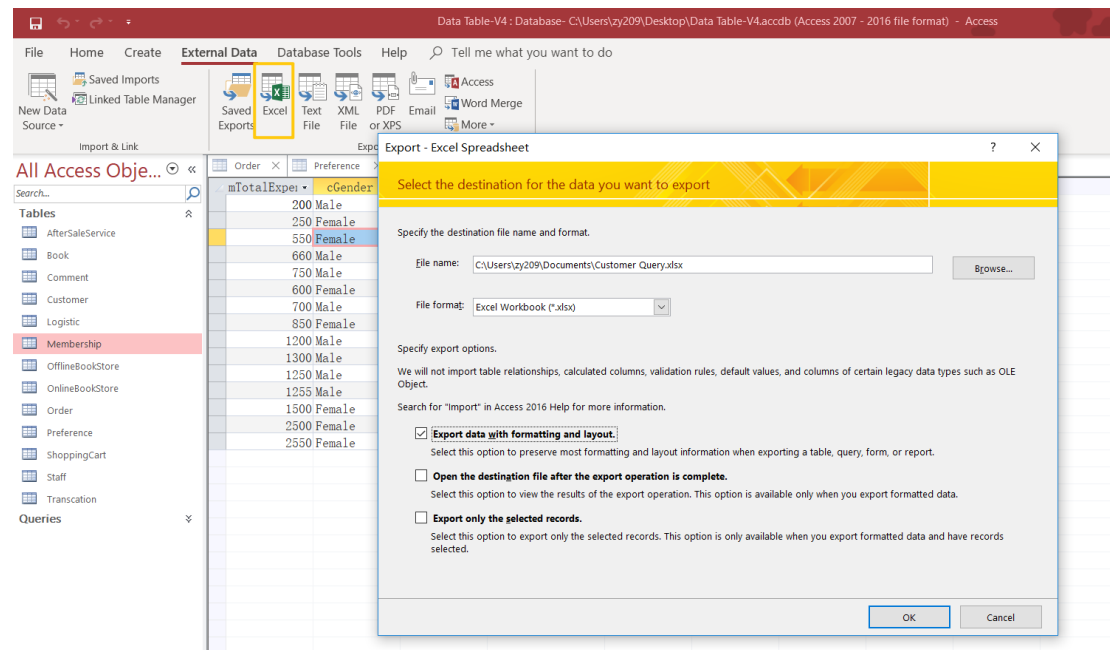 Data Table-V4 : Database- C:\Users\zy209\Desktop\Data Table-V4.accdb (Access 2007 - 2016 file format) - Access
File Home Create External Data Database Tools Help Tell me what you want to do
New Data Source
Saved Imports
Linked Table Manager
Import & Link
Saved Exports
Excel
Text File
XML File
PDF or XPS
Email
Access
Word Merge
More
Expo
All Access Obje...
Search...
Tables
AfterSaleService
Book
Comment
Customer
Logistic
Membership
OfflineBookStore
OnlineBookStore
Order
Preference
ShoppingCart
Staff
Transcation
Queries
Order Preference
mTotalExpe cGender
200 Male
250 Female
550 Female
660 Male
750 Male
600 Female
700 Male
850 Female
1200 Male
1300 Male
1250 Male
1255 Male
1500 Female
2500 Female
2550 Female
Export - Excel Spreadsheet
Select the destination for the data you want to export
Specify the destination file name and format.
File name: C:\Users\zy209\Documents\Customer Query.xlsx Browse...
File format: Excel Workbook (*.xlsx)
Specify export options.
We will not import table relationships, calculated columns, validation rules, default values, and columns of certain legacy data types such as OLE
Object.
Search for "Import" in Access 2016 Help for more information.
Export data with formatting and layout.
Select this option to preserve most formatting and layout information when exporting a table, query, form, or report.
Open the destination file after the export operation is complete.
Select this option to view the results of the export operation. This option is available only when you export formatted data.
Export only the selected records.
Select this option to export only the selected records. This option is only available when you export formatted data and have records
selected.
OK Cancel